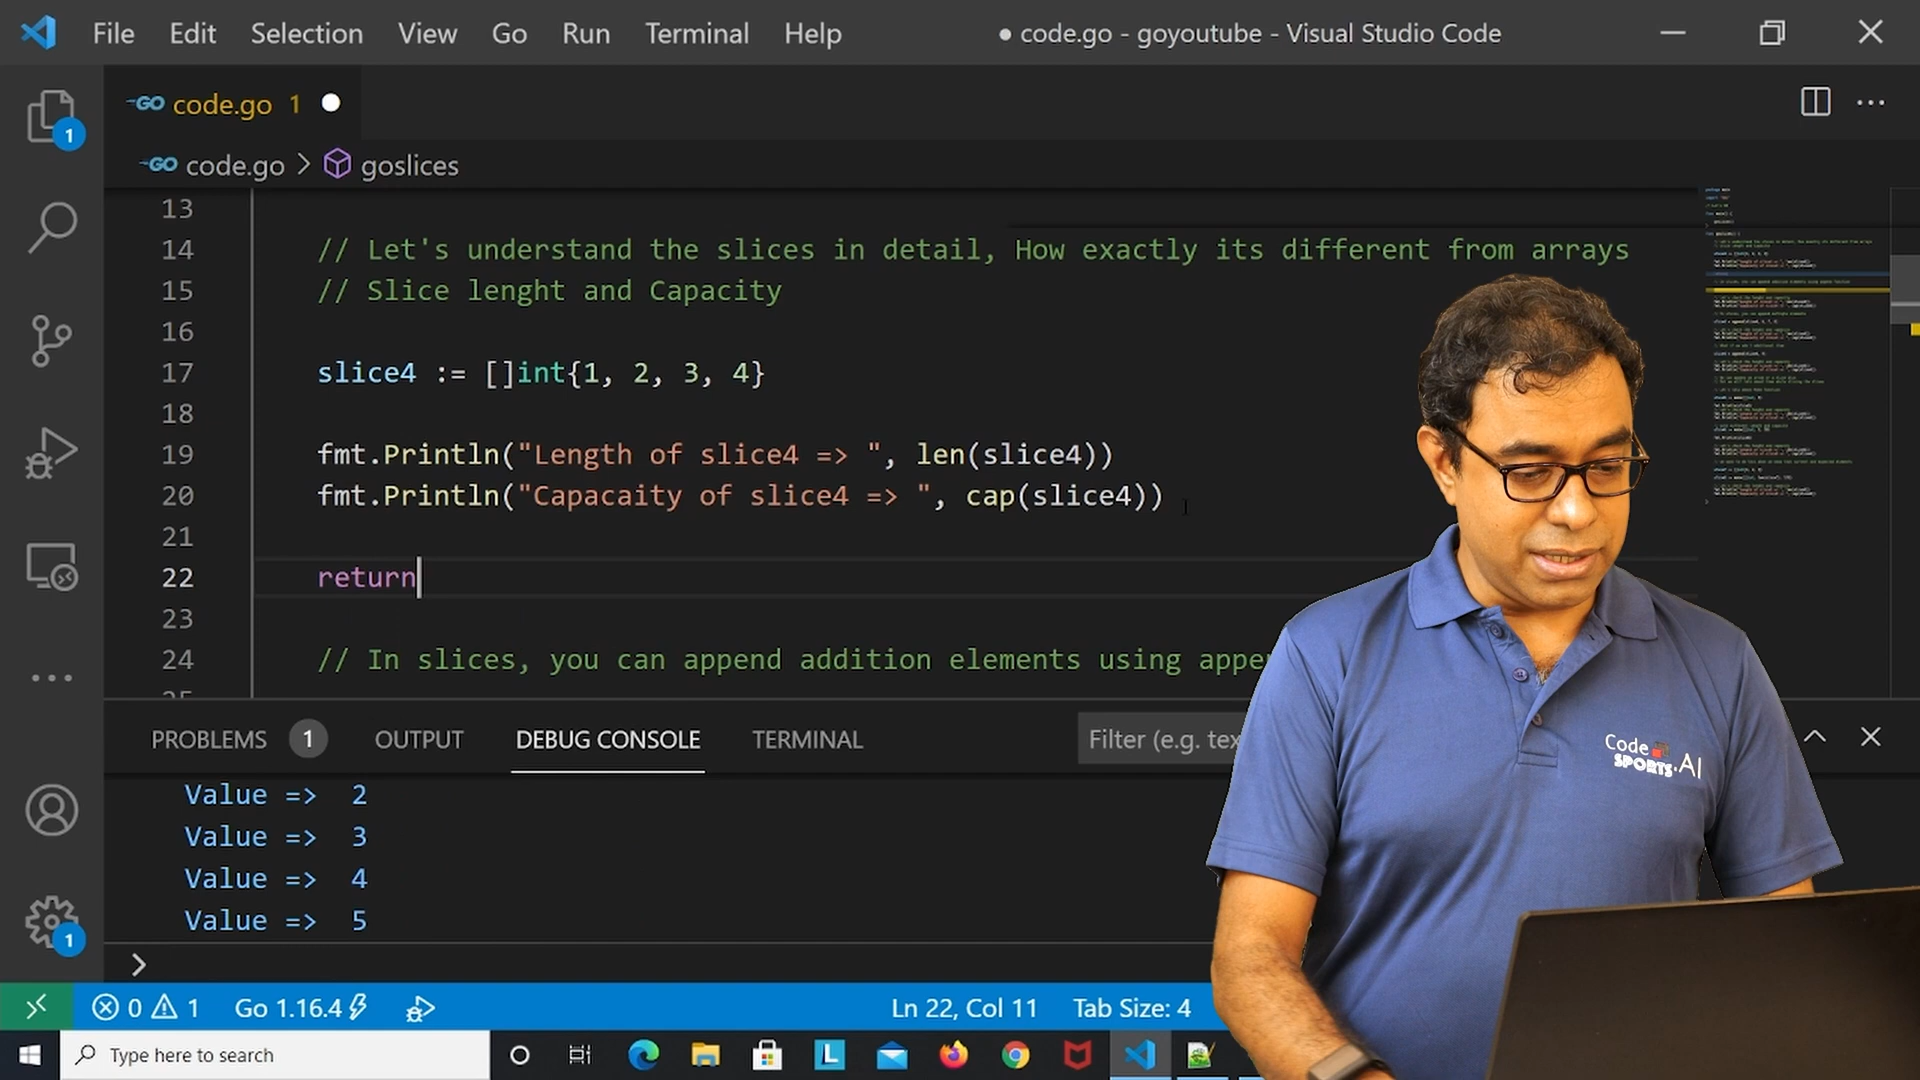 File Edit Selection View Go Run Terminal Help ● code.go - goyoutube - Visual Studio Code
GO code.go 1
GO code.go > goslices
13
14 // Let's understand the slices in detail, How exactly its different from arrays
15 // Slice lenght and Capacity
16
17 slice4 := []int{1, 2, 3, 4}
18
19 fmt.Println("Length of slice4 => ", len(slice4))
20 fmt.Println("Capacaity of slice4 => ", cap(slice4))
21
22 return
23
24 // In slices, you can append addition elements using
1
PROBLEMS 1 OUTPUT DEBUG CONSOLE TERMINAL Filter (e.g.
Value => 2
Value => 3
Value => 4
Value => 5
>
1
0 1 Go 1.16.4 Ln 22, Col 11 Tab Size: 4
Type here to search
Code
SPORTS.AI